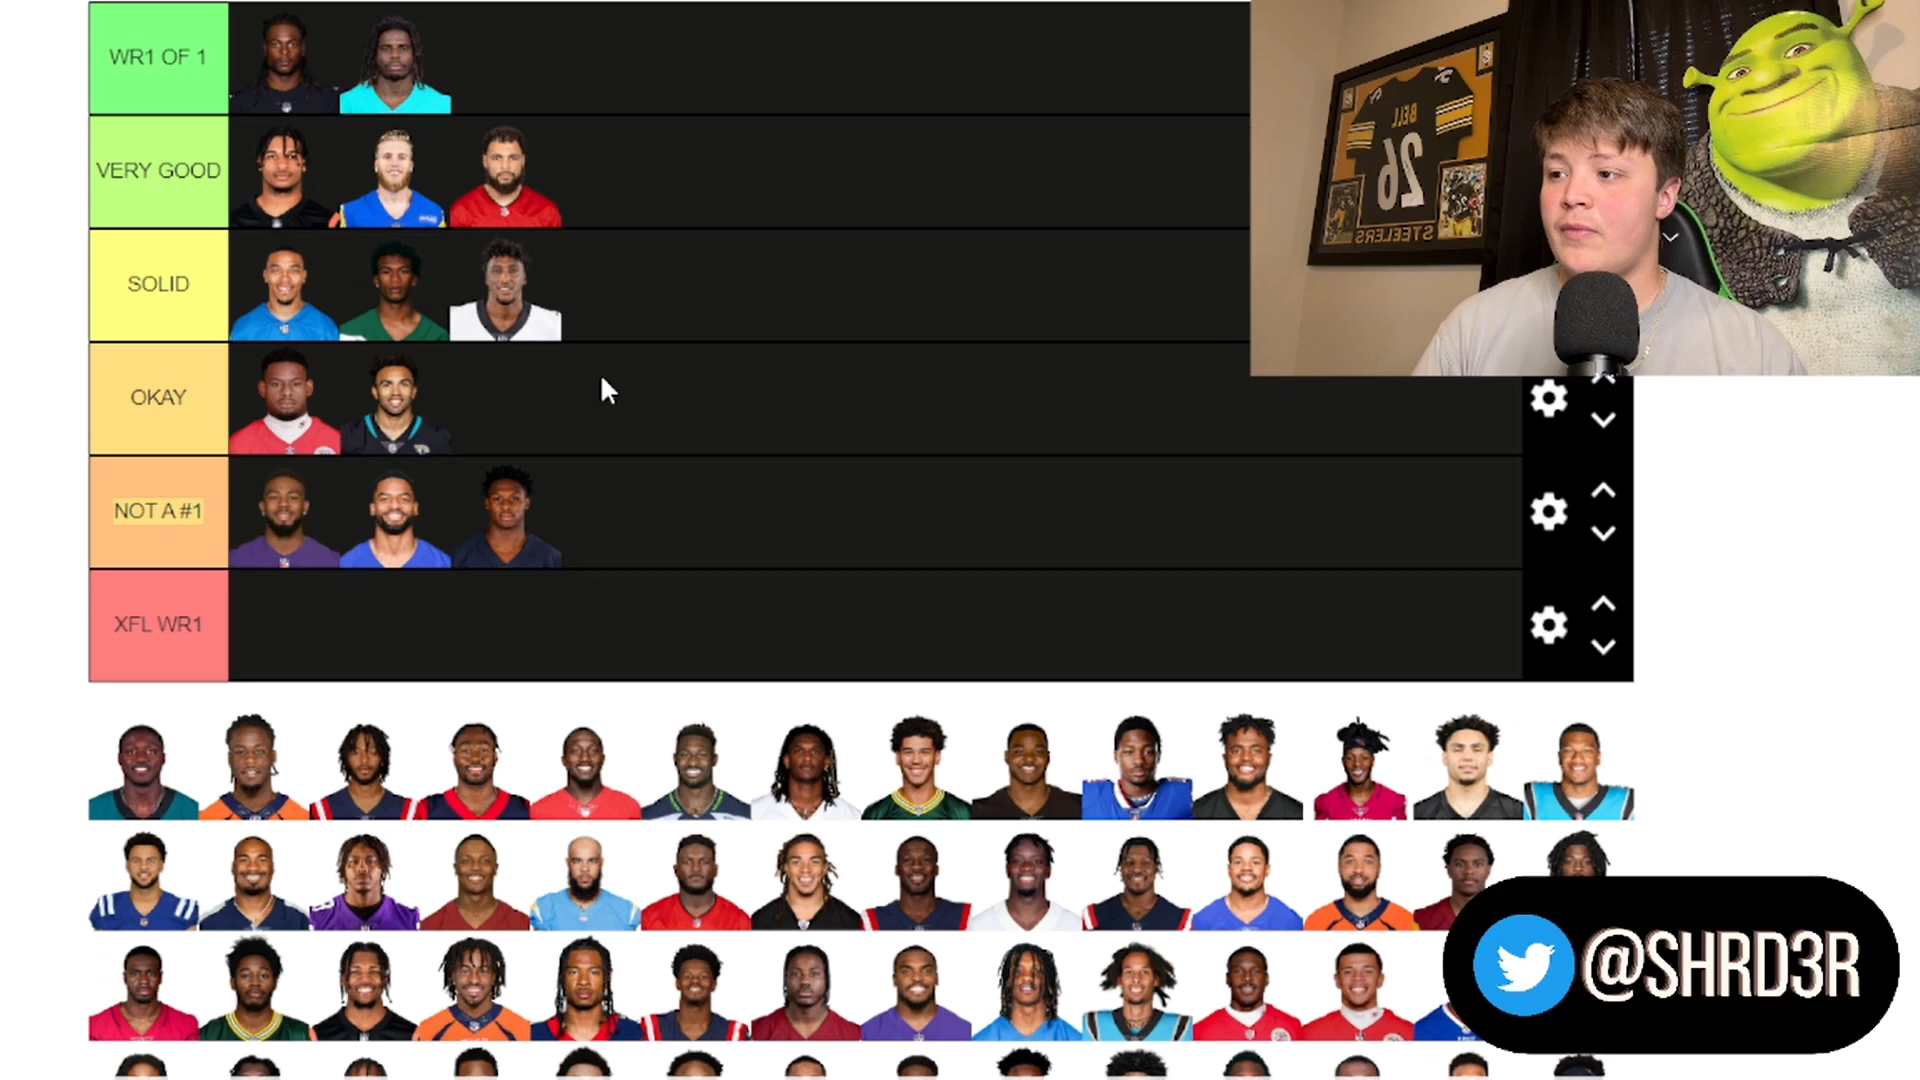 WR1 OF 1
VERY GOOD
SOLID
OKAY
NOT A #1
XFL WR1
BELL
26
STEELERS
@SHRD3R